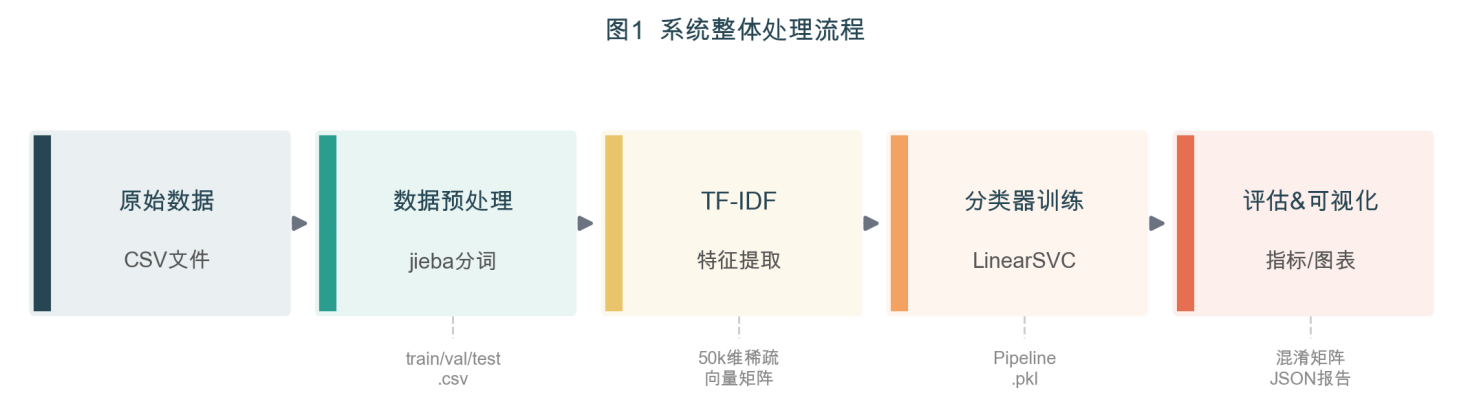 图1 系统整体处理流程
原始数据
CSV文件
数据预处理
jieba分词
train/val/test
.csv
TF-IDF
特征提取
50k维稀疏
向量矩阵
分类器训练
LinearSVC
Pipeline
.pkl
评估&可视化
指标/图表
混淆矩阵
JSON报告